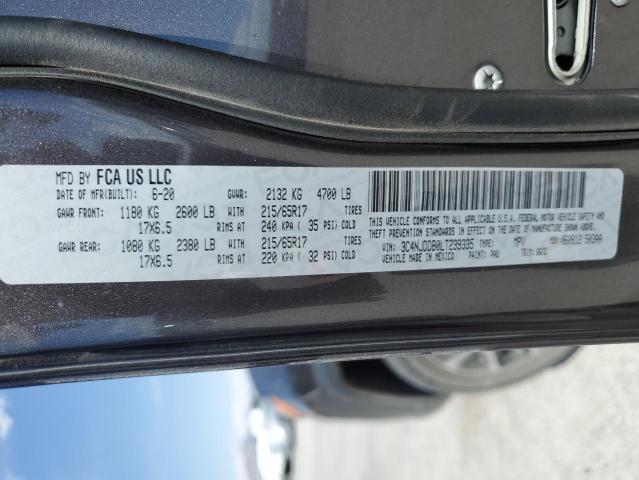 MFD BY FCA US LLC
DATE OF MFR(BUILT): 6-20 GVWR: 2132 KG 4700 LB
GAWR FRONT: 1180 KG 2600 LB WITH 215/65R17 TIRES
17X6.5 RIMS AT 240 KPA ( 35 PSI) COLD
GAWR REAR: 1080 KG 2380 LB WITH 215/65R17 TIRES
17X6.5 RIMS AT 220 KPA ( 32 PSI) COLD
THIS VEHICLE CONFORMS TO ALL APPLICABLE U.S.A. FEDERAL MOTOR VEHICLE SAFETY AND
THEFT PREVENTION STANDARDS IN EFFECT ON THE DATE OF MANUFACTURE SHOWN ABOVE.
VIN: 3C4NJDDB0LT239335 TYPE: MPV MDH:
VEHICLE MADE IN MEXICO PAINT: PAU TRIM: